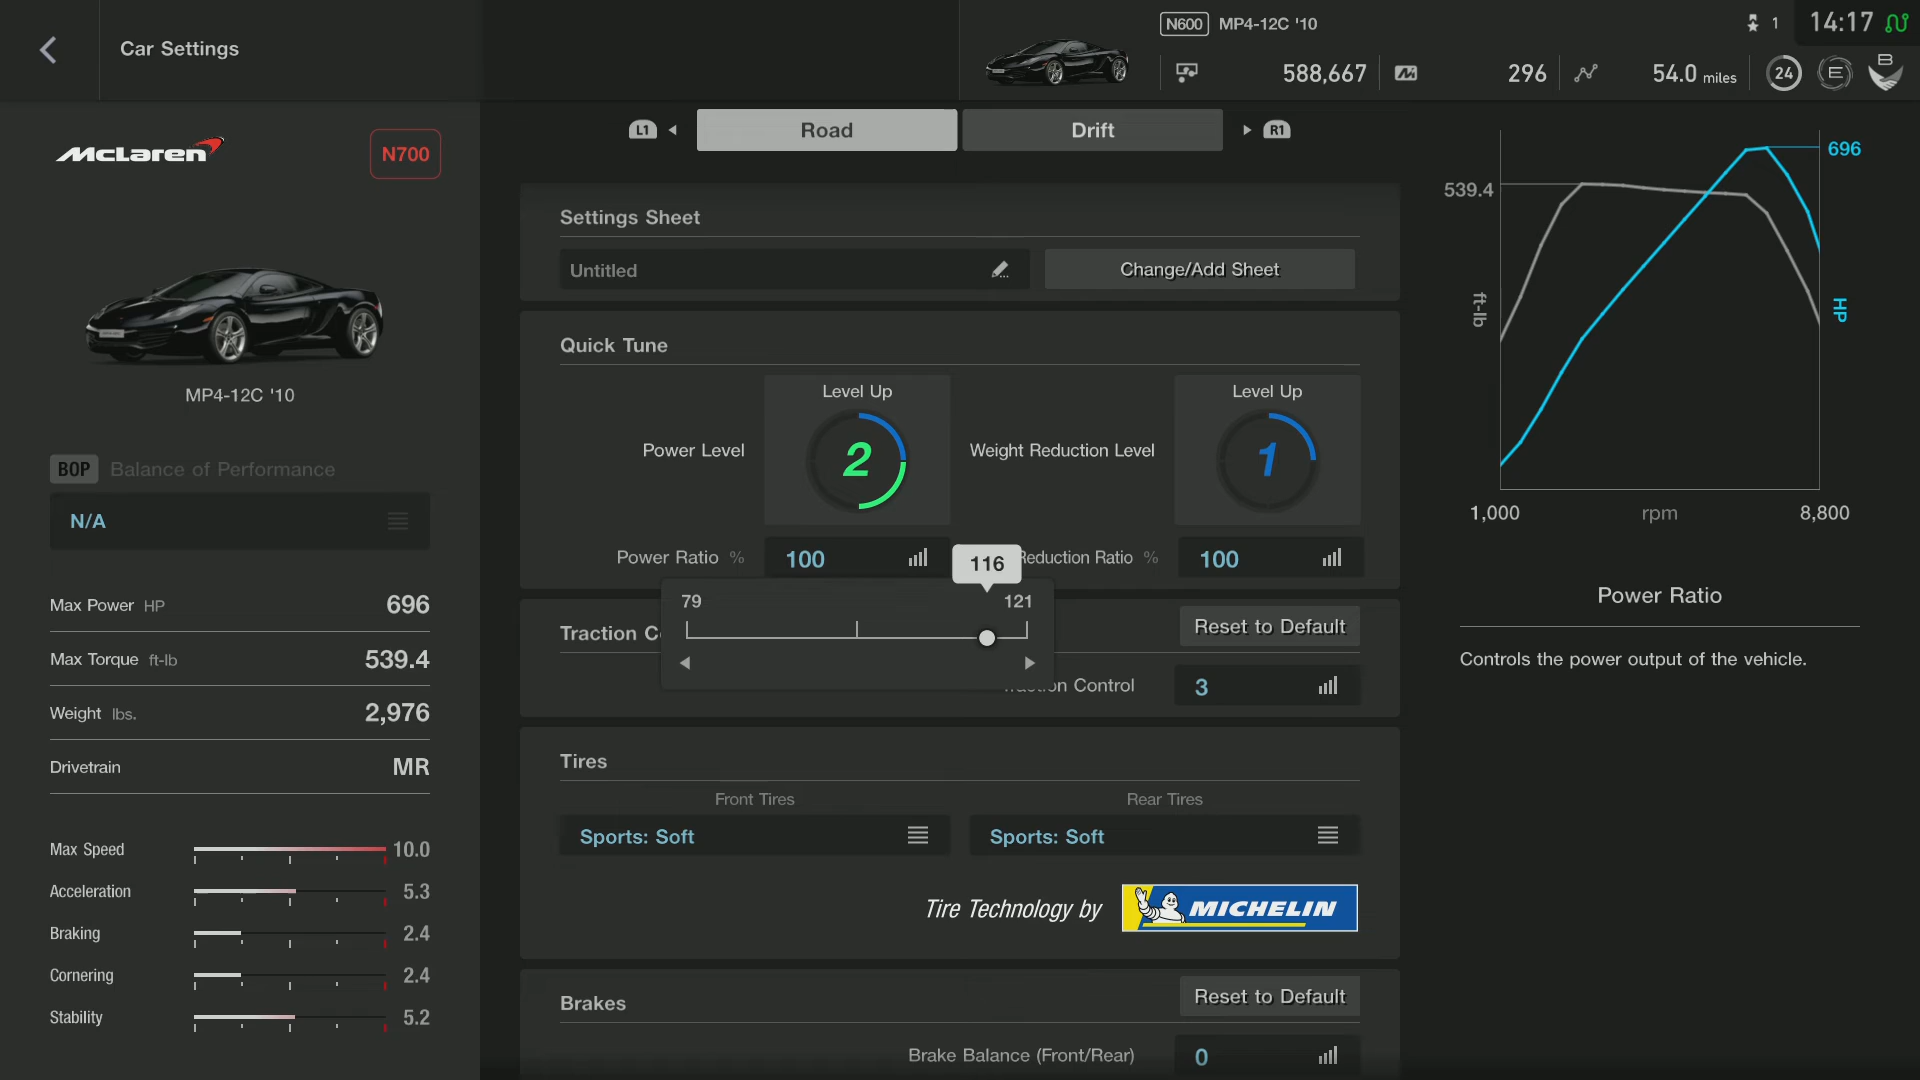 Car Settings
N600 MP4-12C '10
1
14:17
588,667
296
54.0 miles
24
E
B
McLaren
N700
L1
Road
Drift
R1
Settings Sheet
Untitled
Change/Add Sheet
Quick Tune
Level Up
Level Up
Power Level
2
Weight Reduction Level
1
Power Ratio %
100
116
Reduction Ratio %
100
79
121
Traction
Reset to Default
Control
3
MP4-12C '10
BOP Balance of Performance
N/A
Max Power HP 696
Max Torque ft-lb 539.4
Weight lbs. 2,976
Drivetrain MR
Max Speed 10.0
Acceleration 5.3
Braking 2.4
Cornering 2.4
Stability 5.2
Tires
Front Tires
Rear Tires
Sports: Soft
Sports: Soft
Tire Technology by
MICHELIN
Brakes
Reset to Default
Brake Balance (Front/Rear)
0
696
539.4
ft-lb
HP
1,000
rpm
8,800
Power Ratio
Controls the power output of the vehicle.